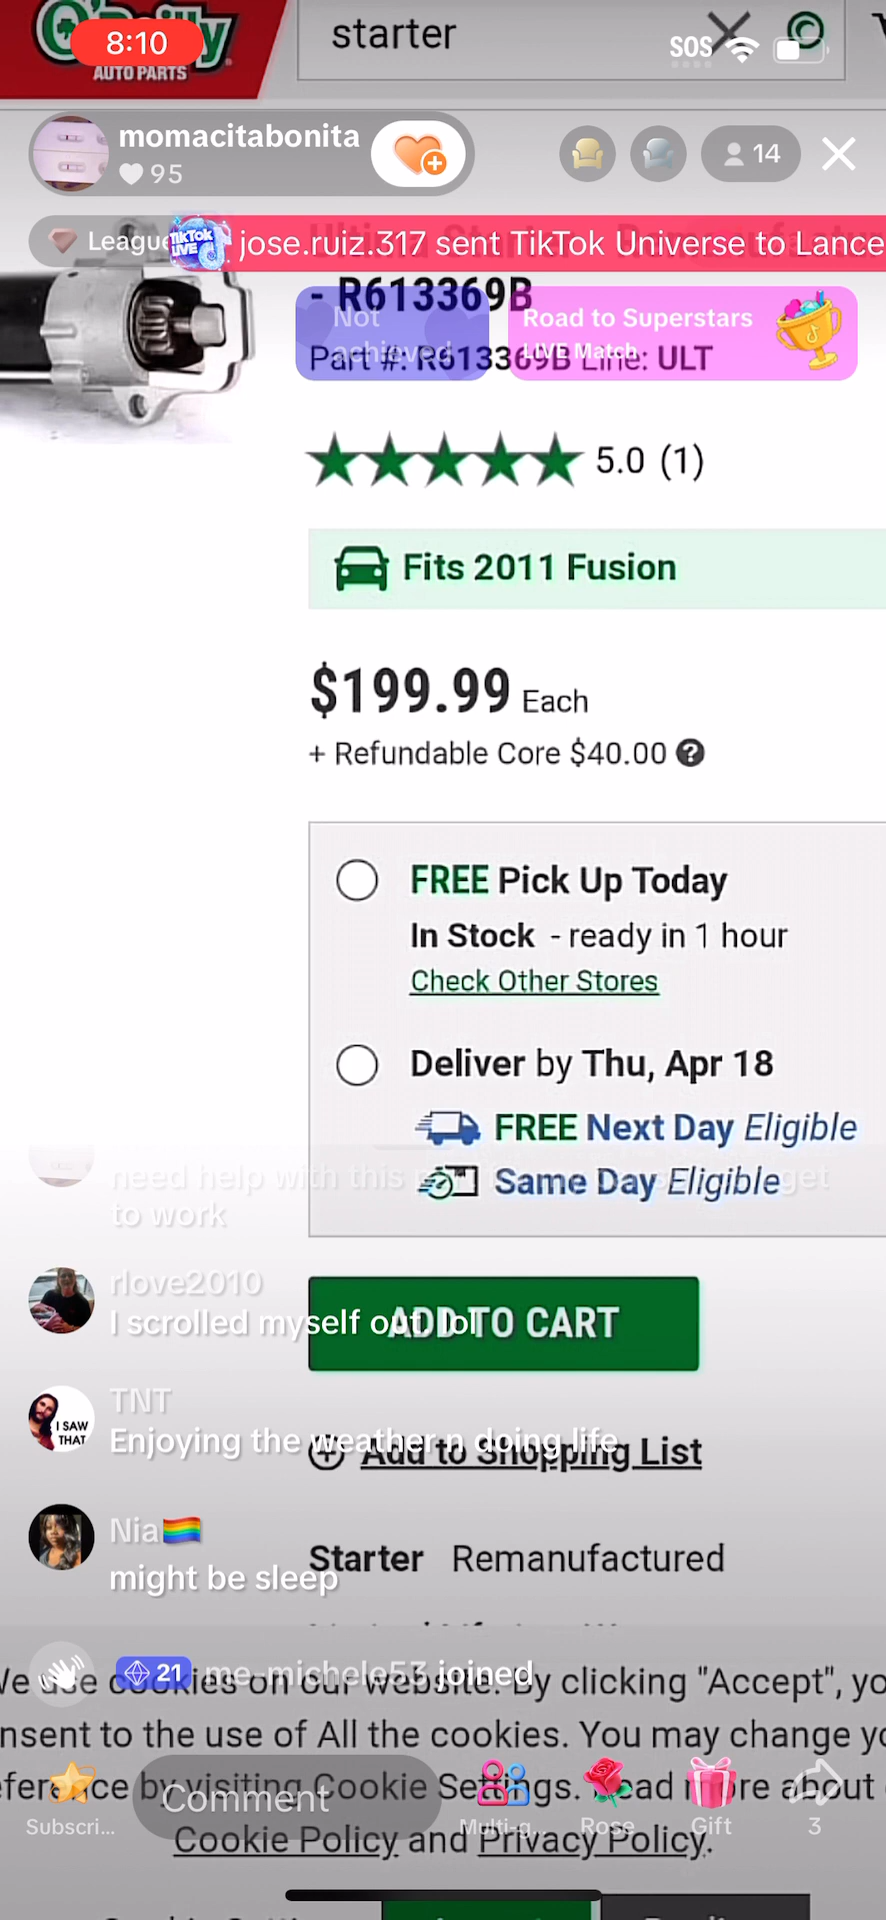 O'Reilly
AUTO PARTS
8:10
starter
SOS
momacitabonita
95
14
League
TikTok
LIVE
jose.ruiz.317 sent TikTok Universe to Lance
- R613369B
Not
achieved
Road to Superstars
LIVE Match
Part #: R613369B Line: ULT
5.0 (1)
Fits 2011 Fusion
$199.99 Each
+ Refundable Core $40.00
FREE Pick Up Today
In Stock - ready in 1 hour
Check Other Stores
Deliver by Thu, Apr 18
FREE Next Day Eligible
Same Day Eligible
need help with this
get
to work
rlove2010
I scrolled myself out lol
ADD TO CART
TNT
I SAW
THAT
Enjoying the weather n doing life
Add to Shopping List
Nia🏳️‍🌈
might be sleep
Starter Remanufactured
21 me-michele53 joined
We use cookies on our website. By clicking "Accept", yo
nsent to the use of All the cookies. You may change yo
eference by visiting Cookie Settings. Read more about
Cookie Policy and Privacy Policy.
Comment
Subscri...
Multi-g...
Rose
Gift
3